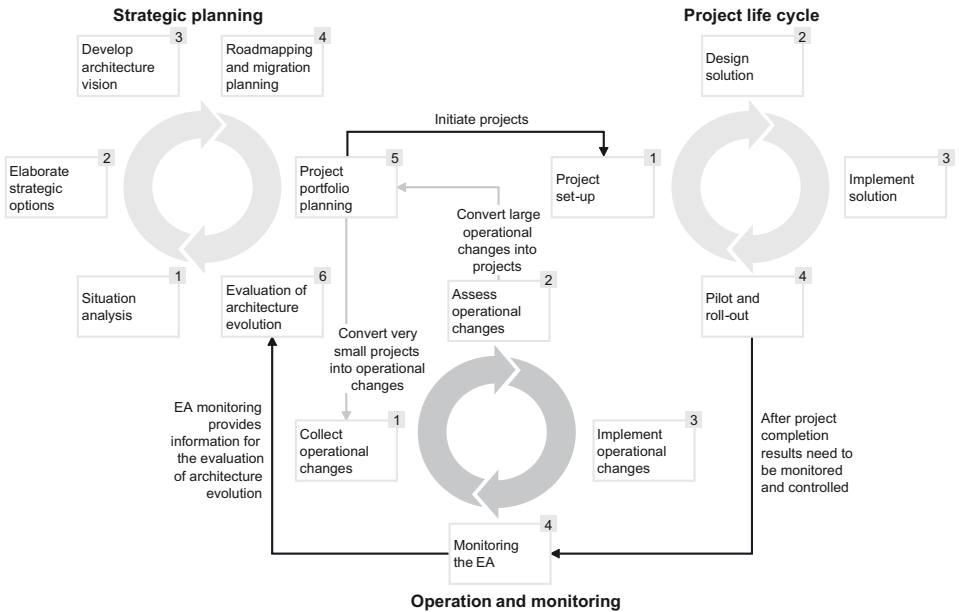 Strategic planning
Project life cycle
3
Develop
architecture
vision
4
Roadmapping
and migration
planning
2
Design
solution
Initiate projects
2
Elaborate
strategic
options
5
Project
portfolio
planning
1
Project
set-up
3
Implement
solution
Convert large
operational
changes into
projects
1
Situation
analysis
6
Evaluation of
architecture
evolution
2
Assess
operational
changes
4
Pilot and
roll-out
Convert very
small projects
into operational
changes
EA monitoring
provides
information for
the evaluation
of architecture
evolution
1
Collect
operational
changes
3
Implement
operational
changes
After project
completion
results need to
be monitored
and controlled
4
Monitoring
the EA
Operation and monitoring